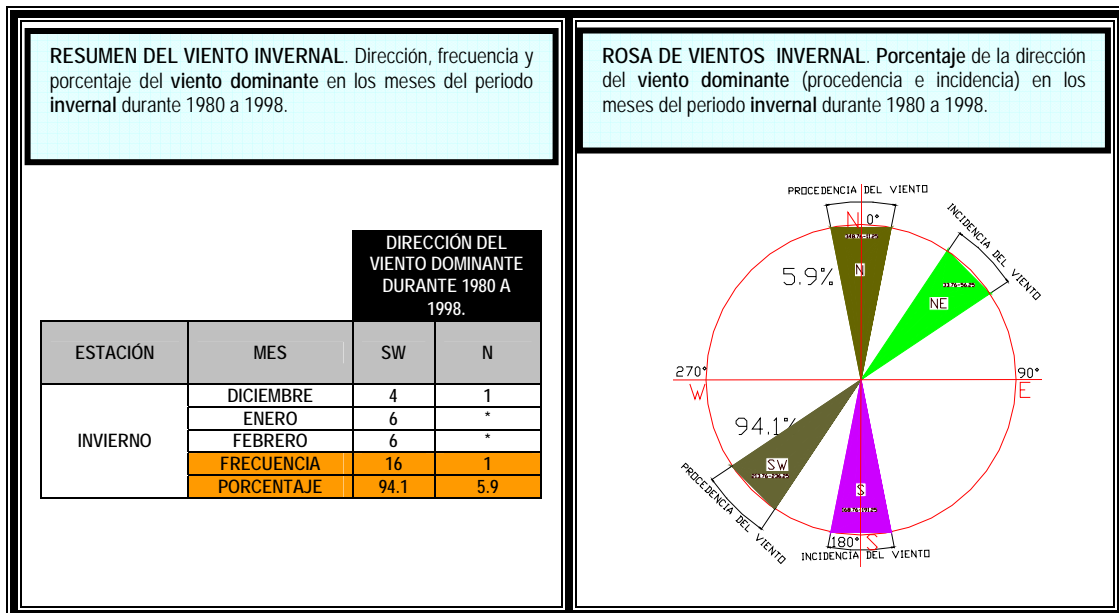 RESUMEN DEL VIENTO INVERNAL. Dirección, frecuencia y
porcentaje del viento dominante en los meses del periodo
invernal durante 1980 a 1998.
DIRECCIÓN DEL
VIENTO DOMINANTE
DURANTE 1980 A
1998.
ESTACIÓN MES SW N
INVIERNO
DICIEMBRE 4 1
ENERO 6 *
FEBRERO 6 *
FRECUENCIA 16 1
PORCENTAJE 94.1 5.9
ROSA DE VIENTOS INVERNAL. Porcentaje de la dirección
del viento dominante (procedencia e incidencia) en los
meses del periodo invernal durante 1980 a 1998.
PROCEDENCIA DEL VIENTO
INCIDENCIA DEL VIENTO
N 0°
5.9%
N
33.76-56.25
NE
270°
W
90°
E
94.1%
SW
S
PROCEDENCIA DEL VIENTO
180° S
INCIDENCIA DEL VIENTO